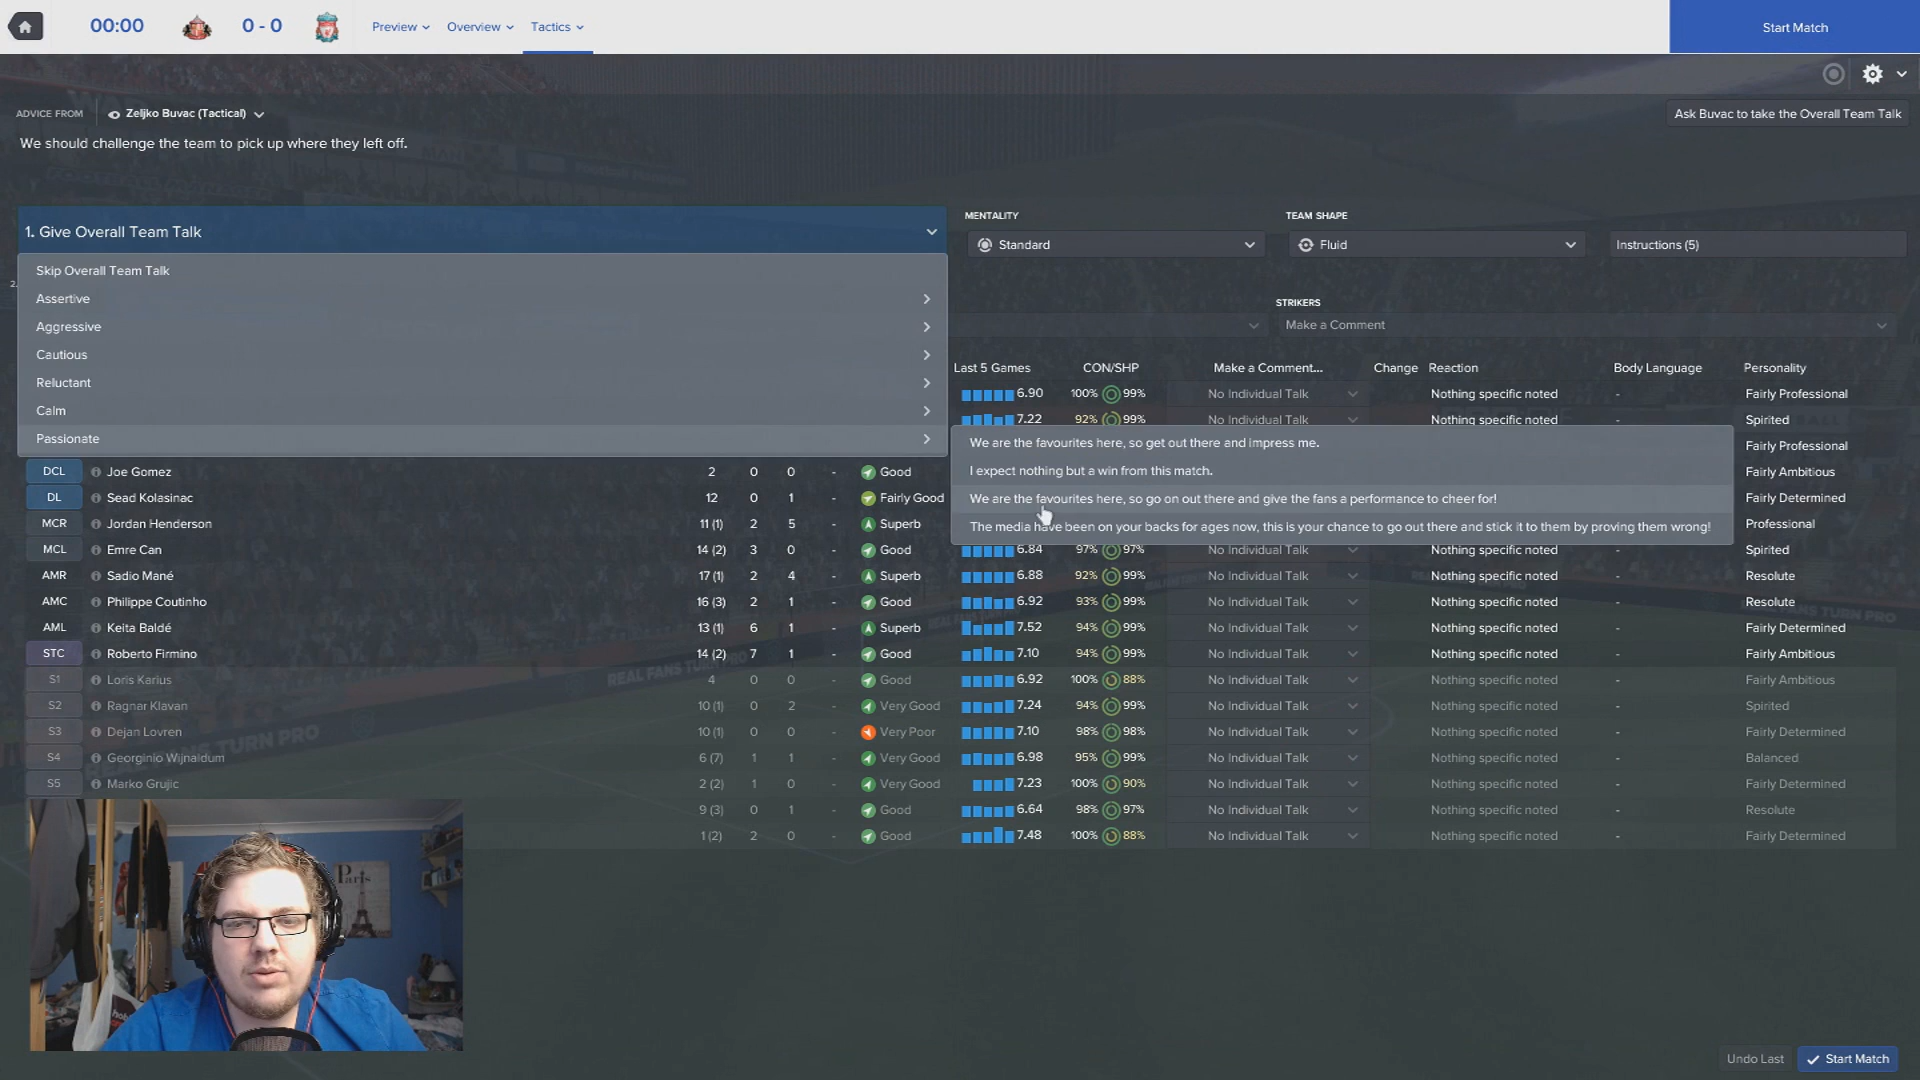 00:00 0 - 0 Preview Overview Tactics Start Match
ADVICE FROM Zeljko Buvac (Tactical) Ask Buvac to take the Overall Team Talk
We should challenge the team to pick up where they left off.
1. Give Overall Team Talk
MENTALITY TEAM SHAPE
Standard Fluid Instructions (5)
Skip Overall Team Talk
2.
Assertive
Aggressive
Cautious
Reluctant
Calm
Passionate
STRIKERS
Make a Comment
Last 5 Games CON/SHP Make a Comment... Change Reaction Body Language Personality
6.90 100% 99% No Individual Talk Nothing specific noted - Fairly Professional
7.22 92% 99% No Individual Talk Nothing specific noted - Spirited
We are the favourites here, so get out there and impress me.
I expect nothing but a win from this match.
We are the favourites here, so go on out there and give the fans a performance to cheer for!
The media have been on your backs for ages now, this is your chance to go out there and stick it to them by proving them wrong!
Fairly Professional
DCL Joe Gomez 2 0 0 - Good Fairly Ambitious
DL Sead Kolasinac 12 0 1 - Fairly Good Fairly Determined
MCR Jordan Henderson 11 (1) 2 5 - Superb Professional
MCL Emre Can 14 (2) 3 0 - Good 6.84 97% 97% No Individual Talk Nothing specific noted - Spirited
AMR Sadio Mané 17 (1) 2 4 - Superb 6.88 92% 99% No Individual Talk Nothing specific noted - Resolute
AMC Philippe Coutinho 16 (3) 2 1 - Good 6.92 93% 99% No Individual Talk Nothing specific noted - Resolute
AML Keita Baldé 13 (1) 6 1 - Superb 7.52 94% 99% No Individual Talk Nothing specific noted - Fairly Determined
STC Roberto Firmino 14 (2) 7 1 - Good 7.10 94% 99% No Individual Talk Nothing specific noted - Fairly Ambitious
S1 Loris Karius 4 0 0 - Good 6.92 100% 88% No Individual Talk Nothing specific noted - Fairly Ambitious
S2 Ragnar Klavan 10 (1) 0 2 - Very Good 7.24 94% 99% No Individual Talk Nothing specific noted - Spirited
S3 Dejan Lovren 10 (1) 0 0 - Very Poor 7.10 98% 98% No Individual Talk Nothing specific noted - Fairly Determined
S4 Georginio Wijnaldum 6 (7) 1 1 - Very Good 6.98 95% 99% No Individual Talk Nothing specific noted - Balanced
S5 Marko Grujic 2 (2) 1 0 - Very Good 7.23 100% 90% No Individual Talk Nothing specific noted - Fairly Determined
9 (3) 0 1 - Good 6.64 98% 97% No Individual Talk Nothing specific noted - Resolute
1 (2) 2 0 - Good 7.48 100% 88% No Individual Talk Nothing specific noted - Fairly Determined
REAL FANS TURN PRO
Paris
Undo Last Start Match